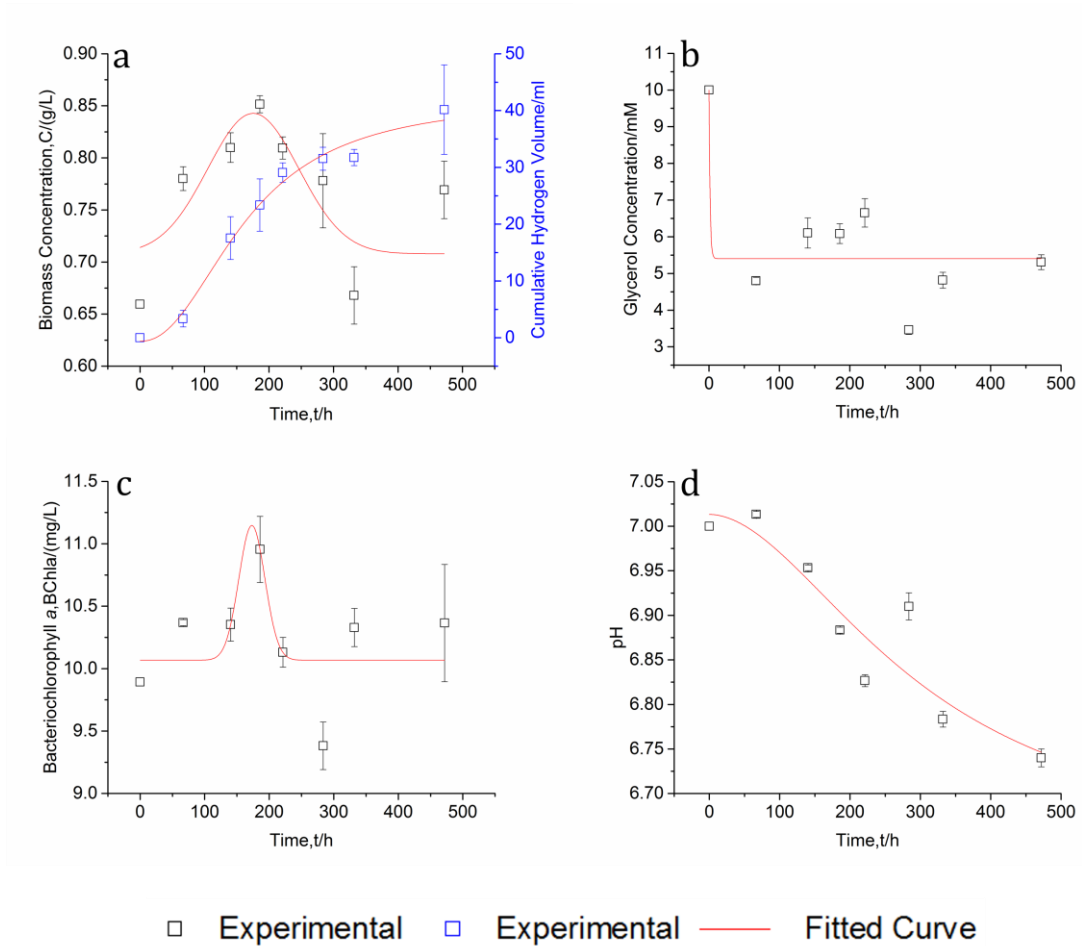 a
0.90
0.85
0.80
0.75
0.70
0.65
0.60
Biomass Concentration,C/(g/L)
50
40
30
20
10
0
Cumulative Hydrogen Volume/ml
0 100 200 300 400 500
Time,t/h
b
11
10
9
8
7
6
5
4
3
Glycerol Concentration/mM
0 100 200 300 400 500
Time,t/h
c
11.5
11.0
10.5
10.0
9.5
9.0
Bacteriochlorophyll a,BChla/(mg/L)
0 100 200 300 400 500
Time,t/h
d
7.05
7.00
6.95
6.90
6.85
6.80
6.75
6.70
pH
0 100 200 300 400 500
Time,t/h
Experimental Experimental Fitted Curve